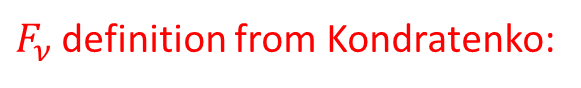 𝐹𝜈 definition from Kondratenko: